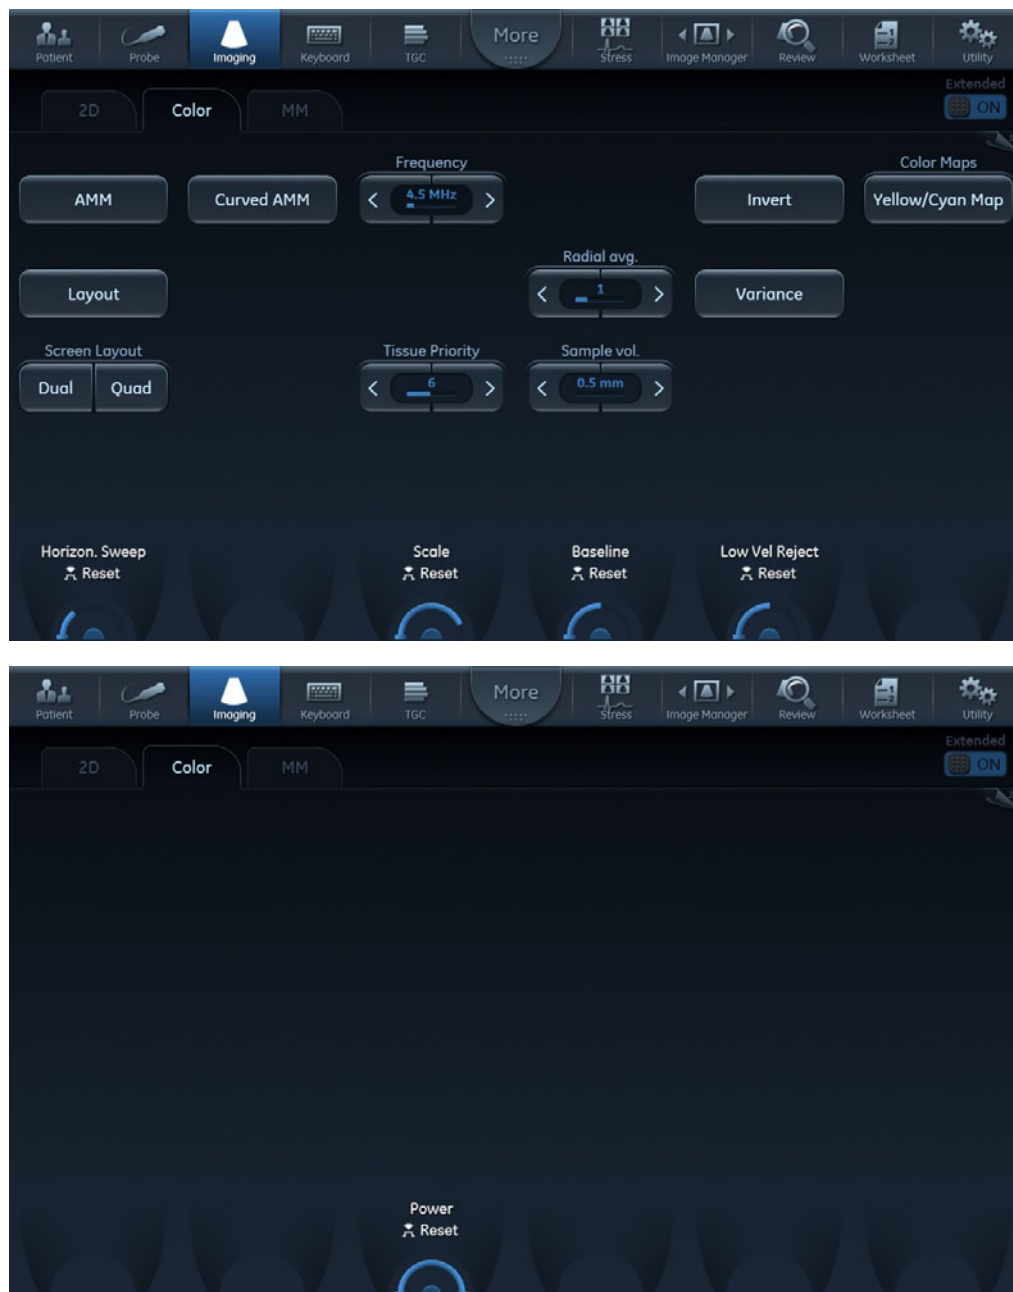 Patient Probe Imaging Keyboard TGC More Stress Image Manager Review Worksheet Utility
Extended
2D Color MM ON
Frequency Color Maps
AMM Curved AMM 4.5 MHz Invert Yellow/Cyan Map
Radial avg.
Layout 1 Variance
Screen Layout Tissue Priority Sample vol.
Dual Quad 6 0.5 mm
Horizon. Sweep Scale Baseline Low Vel Reject
Reset Reset Reset Reset
Patient Probe Imaging Keyboard TGC More Stress Image Manager Review Worksheet Utility
Extended
2D Color MM ON
Power
Reset